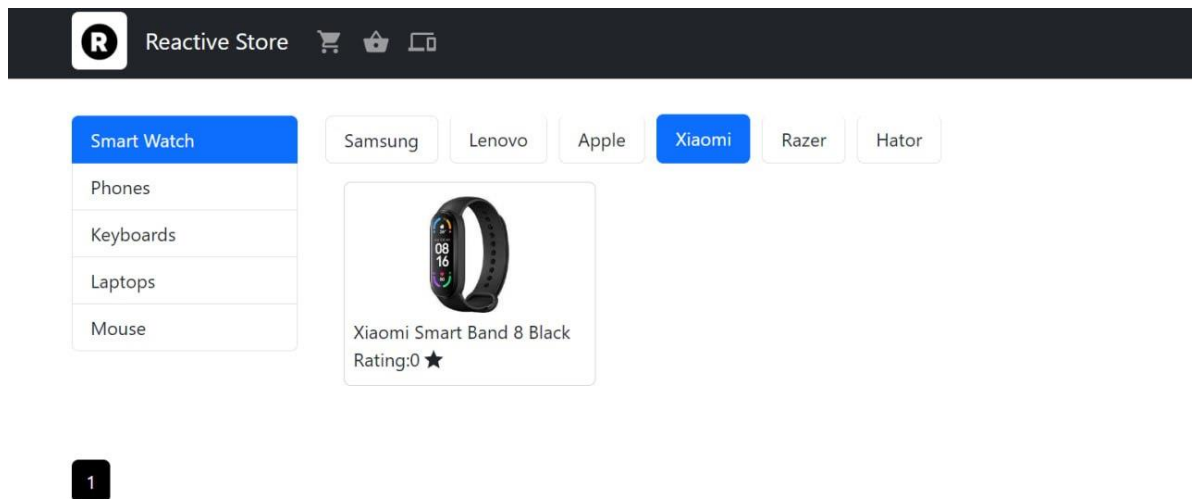 R Reactive Store
Smart Watch
Phones
Keyboards
Laptops
Mouse
Samsung Lenovo Apple Xiaomi Razer Hator
08
16
Xiaomi Smart Band 8 Black
Rating:0
1